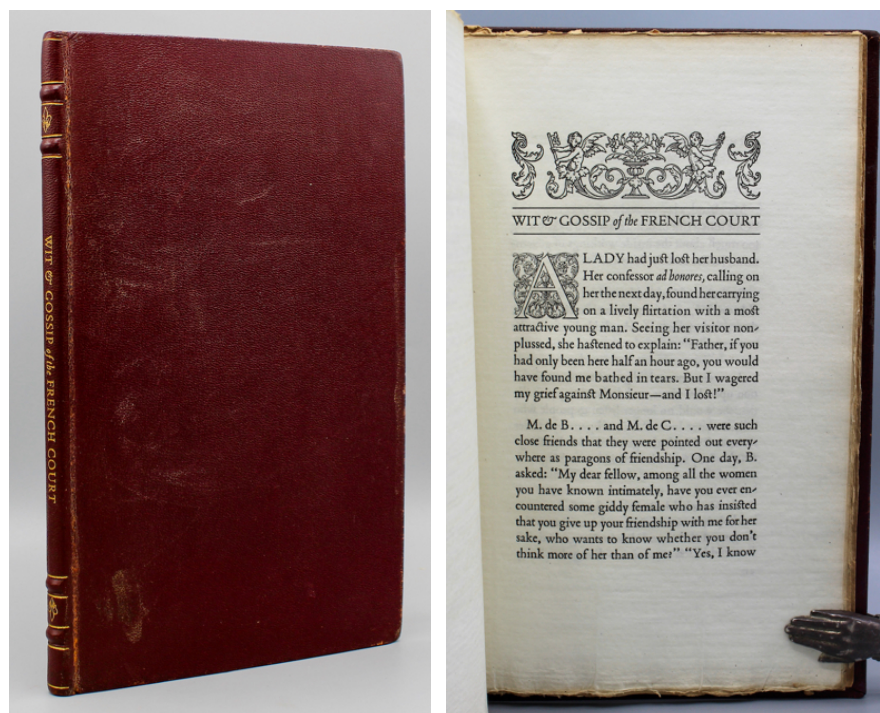 WIT & GOSSIP of the FRENCH COURT
WIT & GOSSIP of the FRENCH COURT
A LADY had just lost her husband.
Her confessor ad honores, calling on
her the next day, found her carrying
on a lively flirtation with a most
attractive young man. Seeing her visitor non-
plussed, she hastened to explain: "Father, if you
had only been here half an hour ago, you would
have found me bathed in tears. But I wagered
my grief against Monsieur—and I lost!"
M. de B. . . . and M. de C. . . . were such
close friends that they were pointed out every-
where as paragons of friendship. One day, B.
asked: "My dear fellow, among all the women
you have known intimately, have you ever en-
countered some giddy female who has insisted
that you give up your friendship with me for her
sake, who wants to know whether you don't
think more of her than of me?" "Yes, I know